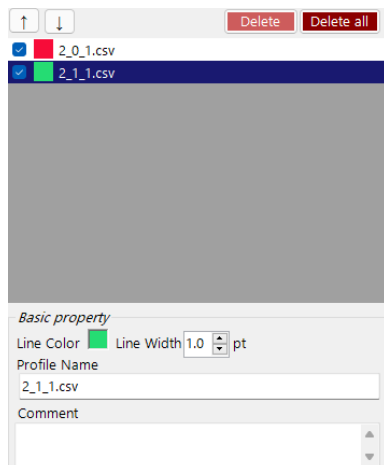 ↑ ↓ Delete Delete all
2_0_1.csv
2_1_1.csv
Basic property
Line Color Line Width 1.0 pt
Profile Name
2_1_1.csv
Comment